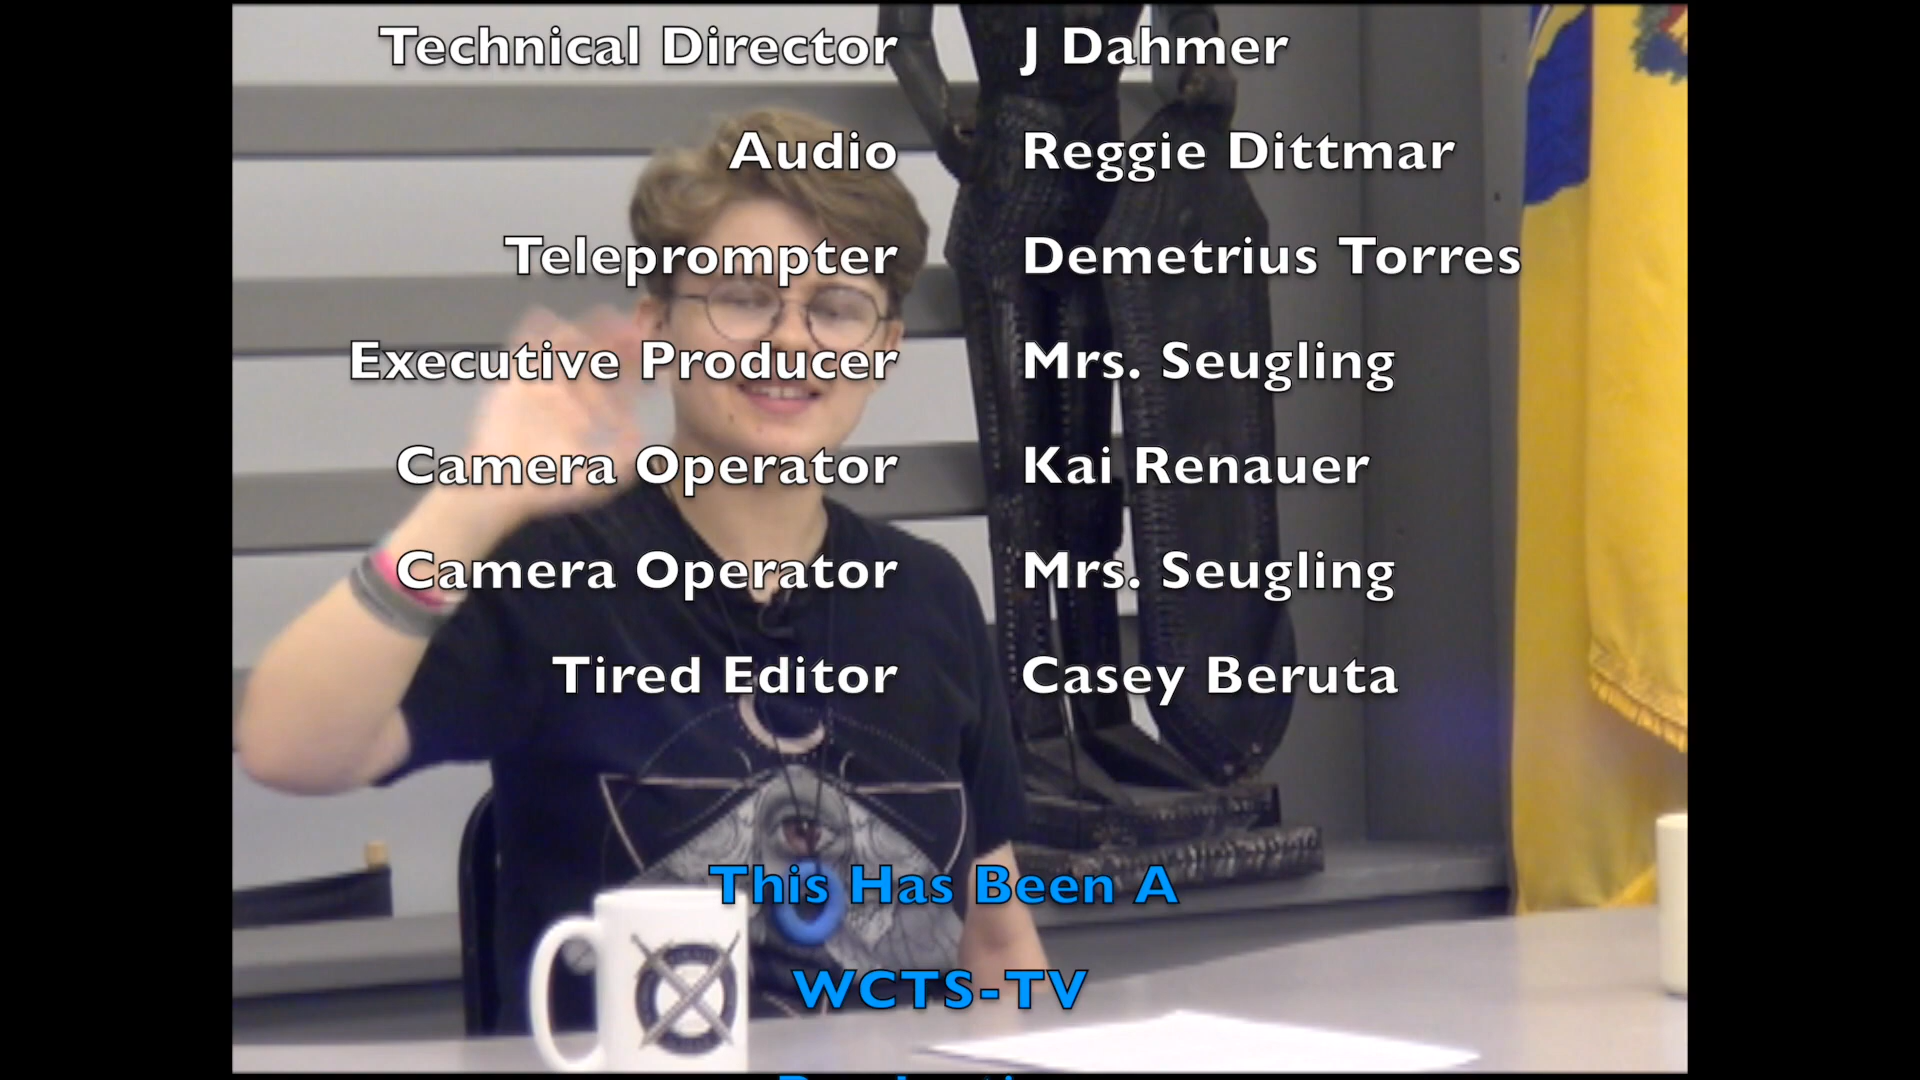 Technical Director J Dahmer
Audio Reggie Dittmar
Teleprompter Demetrius Torres
Executive Producer Mrs. Seugling
Camera Operator Kai Renauer
Camera Operator Mrs. Seugling
Tired Editor Casey Beruta
This Has Been A
WCTS-TV